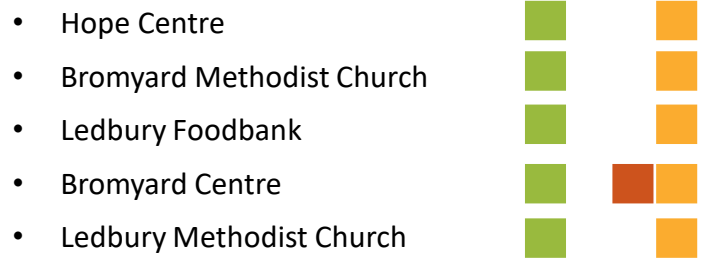 • Hope Centre
• Bromyard Methodist Church
• Ledbury Foodbank
• Bromyard Centre
• Ledbury Methodist Church